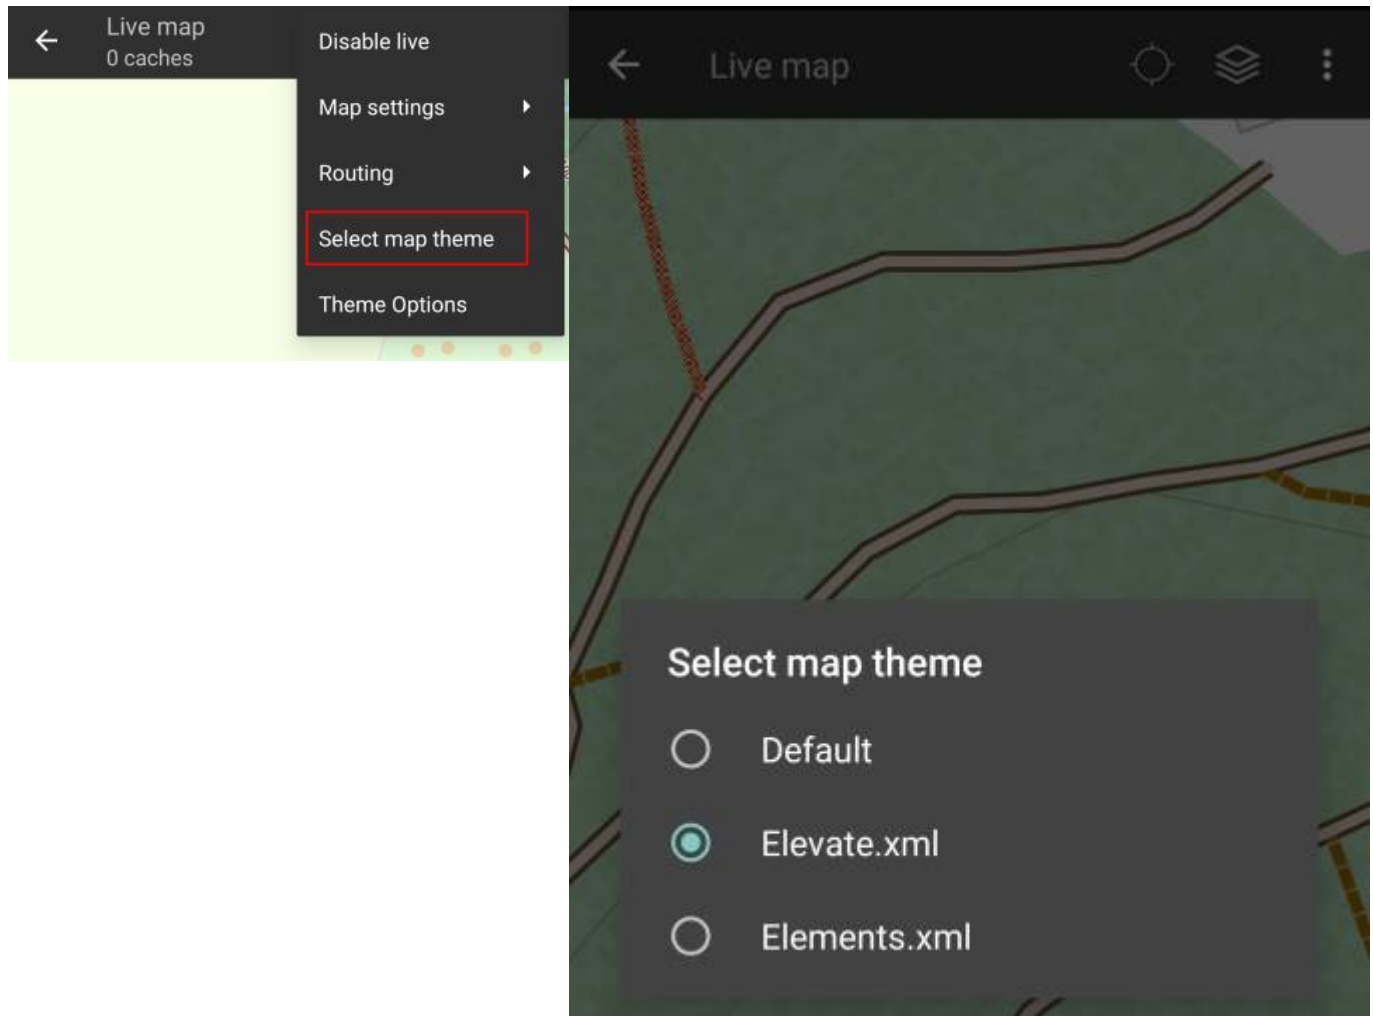 Live map
0 caches
Disable live
Map settings
Routing
Select map theme
Theme Options
Live map
Select map theme
Default
Elevate.xml
Elements.xml